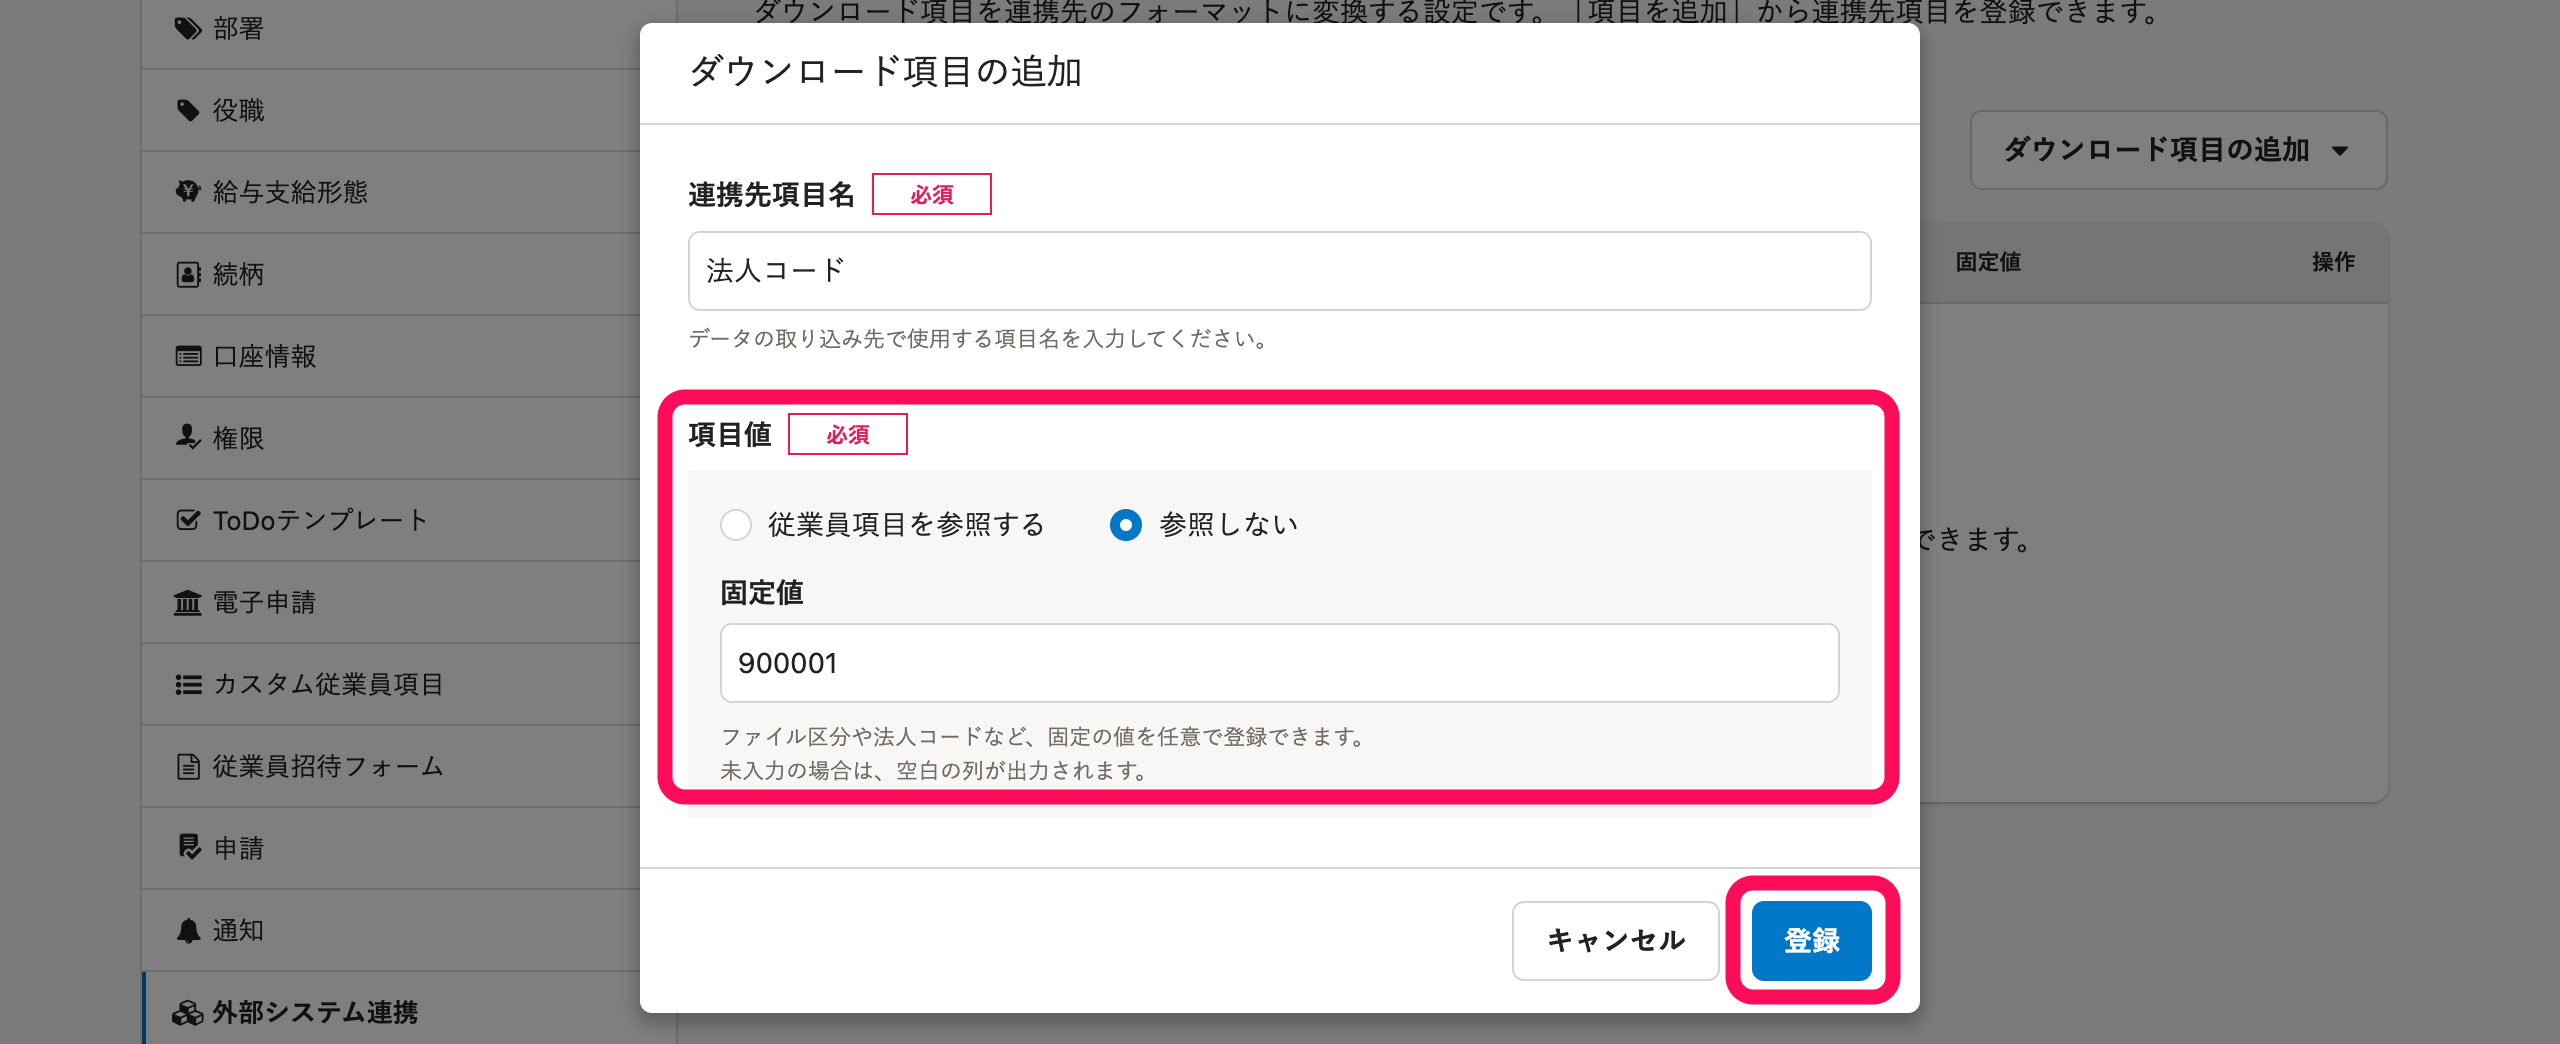 ダウンロード項目を連携先のフォーマットに変換する設定です。「項目を追加」から連携先項目を登録できます。
部署
役職
給与支給形態
続柄
口座情報
権限
ToDoテンプレート
電子申請
カスタム従業員項目
従業員招待フォーム
申請
通知
外部システム連携
ダウンロード項目の追加
固定値
操作
できます。
ダウンロード項目の追加
連携先項目名 必須
法人コード
データの取り込み先で使用する項目名を入力してください。
項目値 必須
従業員項目を参照する 参照しない
固定値
900001
ファイル区分や法人コードなど、固定の値を任意で登録できます。
未入力の場合は、空白の列が出力されます。
キャンセル 登録